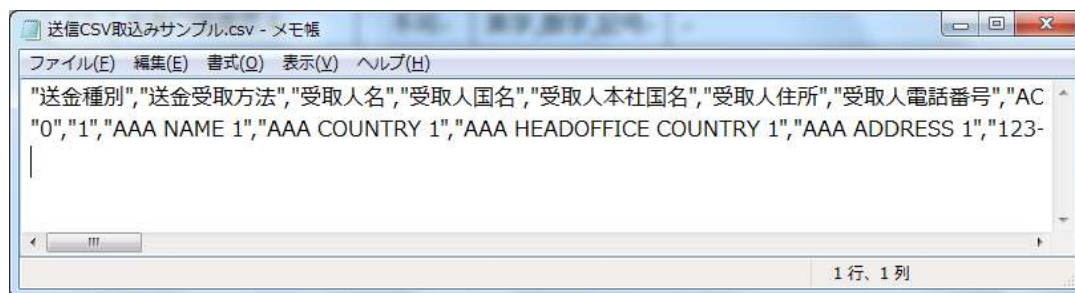 送信CSV取込みサンプル.csv - メモ帳
ファイル(F) 編集(E) 書式(O) 表示(V) ヘルプ(H)
"送金種別","送金受取方法","受取人名","受取人国名","受取人本社国名","受取人住所","受取人電話番号","AC
"0","1","AAA NAME 1","AAA COUNTRY 1","AAA HEADOFFICE COUNTRY 1","AAA ADDRESS 1","123-
1 行、1 列